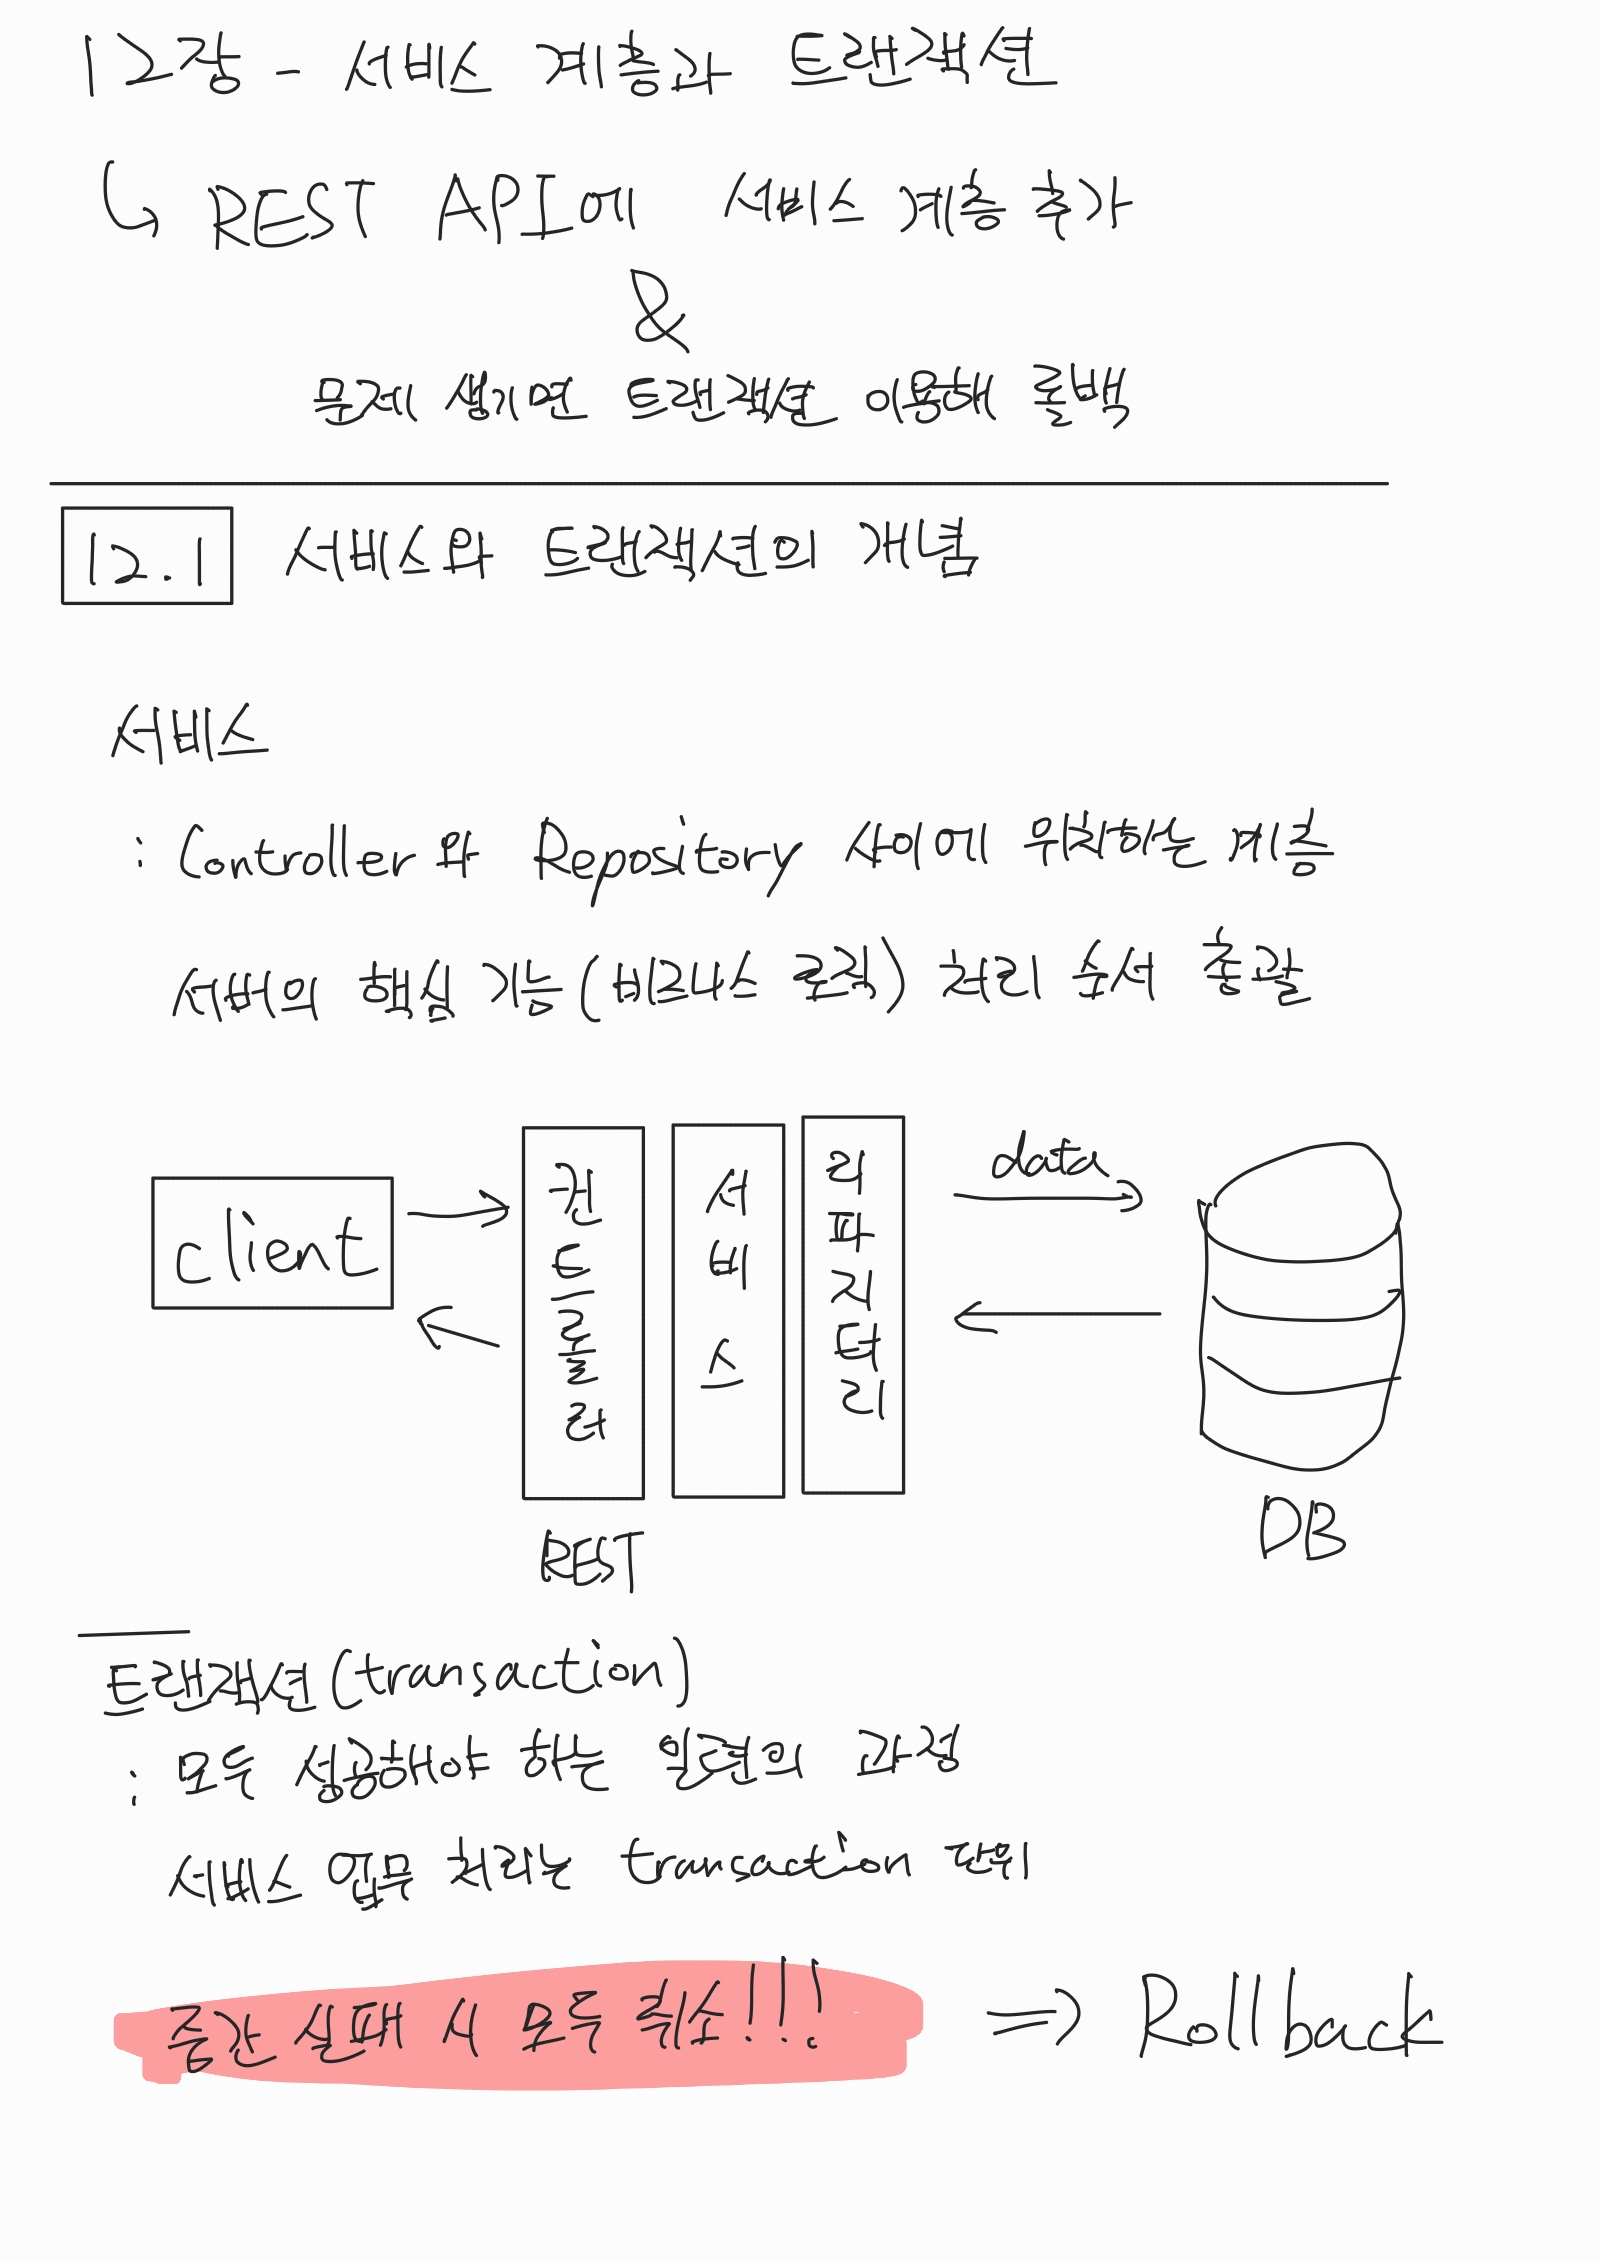 12장 - 서비스 계층과 트랜잭션
↳ REST API에 서비스 계층 추가
&
문제 생기면 트랜잭션 이용해 롤백
12.1 서비스와 트랜잭션의 개념
서비스
: Controller와 Repository 사이에 위치하는 계층
서버의 핵심 기능(비즈니스 로직) 처리 순서 총괄
client
컨트롤러
서비스
리파지터리
data
REST
DB
트랜잭션(transaction)
: 모두 성공해야 하는 일련의 과정
서비스 업무 처리는 transaction 단위
중간 실패 시 모두 취소!!! ⇒ Rollback